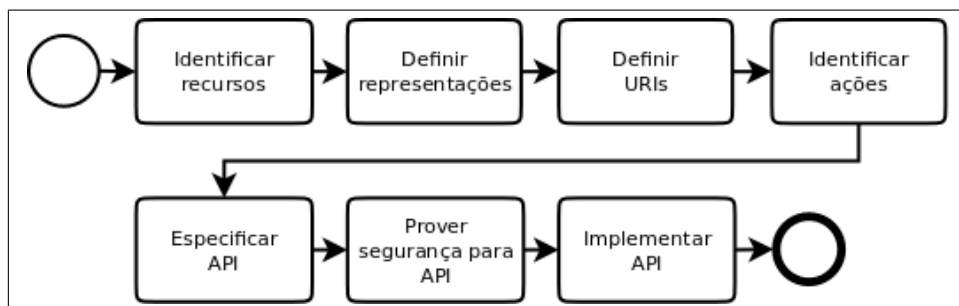 Identificar
recursos
Definir
representações
Definir
URIs
Identificar
ações
Especificar
API
Prover
segurança para
API
Implementar
API